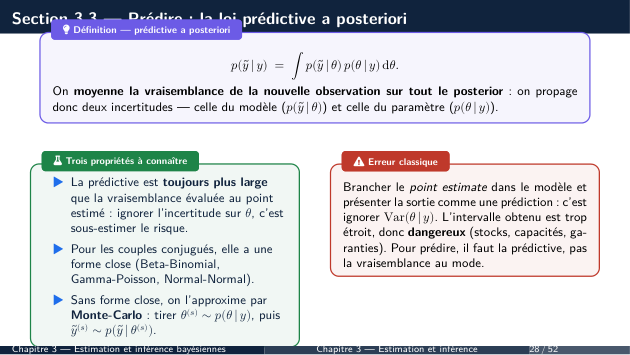 Section 3.3 — Prédire : la loi prédictive a posteriori
Définition — prédictive a posteriori
p(ỹ | y) = ∫ p(ỹ | θ) p(θ | y) dθ.
On moyenne la vraisemblance de la nouvelle observation sur tout le posterior : on propage
donc deux incertitudes — celle du modèle (p(ỹ | θ)) et celle du paramètre (p(θ | y)).
Trois propriétés à connaître
La prédictive est toujours plus large
que la vraisemblance évaluée au point
estimé : ignorer l'incertitude sur θ, c'est
sous-estimer le risque.
Pour les couples conjugués, elle a une
forme close (Beta-Binomial,
Gamma-Poisson, Normal-Normal).
Sans forme close, on l'approxime par
Monte-Carlo : tirer θ⁽ˢ⁾ ∼ p(θ | y), puis
ỹ⁽ˢ⁾ ∼ p(ỹ | θ⁽ˢ⁾).
Erreur classique
Brancher le point estimate dans le modèle et
présenter la sortie comme une prédiction : c'est
ignorer Var(θ | y). L'intervalle obtenu est trop
étroit, donc dangereux (stocks, capacités, ga-
ranties). Pour prédire, il faut la prédictive, pas
la vraisemblance au mode.
Chapitre 3 — Estimation et inférence bayésiennes
Chapitre 3 — Estimation et inférence
28 / 52